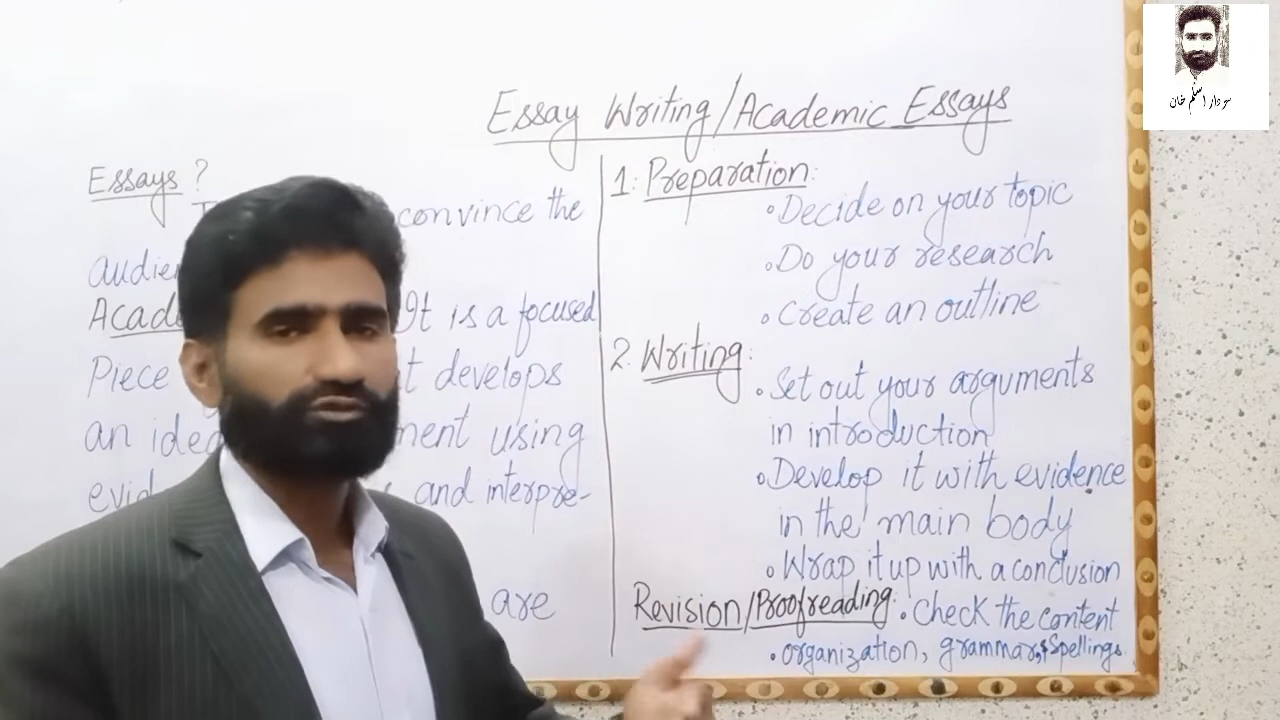 سردار اسلم خان
Essay Writing/Academic Essays
Essays ?
convince the
Acad It is a focused
Piece develops
an idea using
and interpre-
are
1. Preparation:
• Decide on your topic
• Do your research
• Create an outline
2. Writing:
• Set out your arguments
in introduction
• Develop it with evidence
in the main body
• Wrap it up with a conclusion
Revision/Proofreading: • Check the content
• organization, grammar, & Spellings.